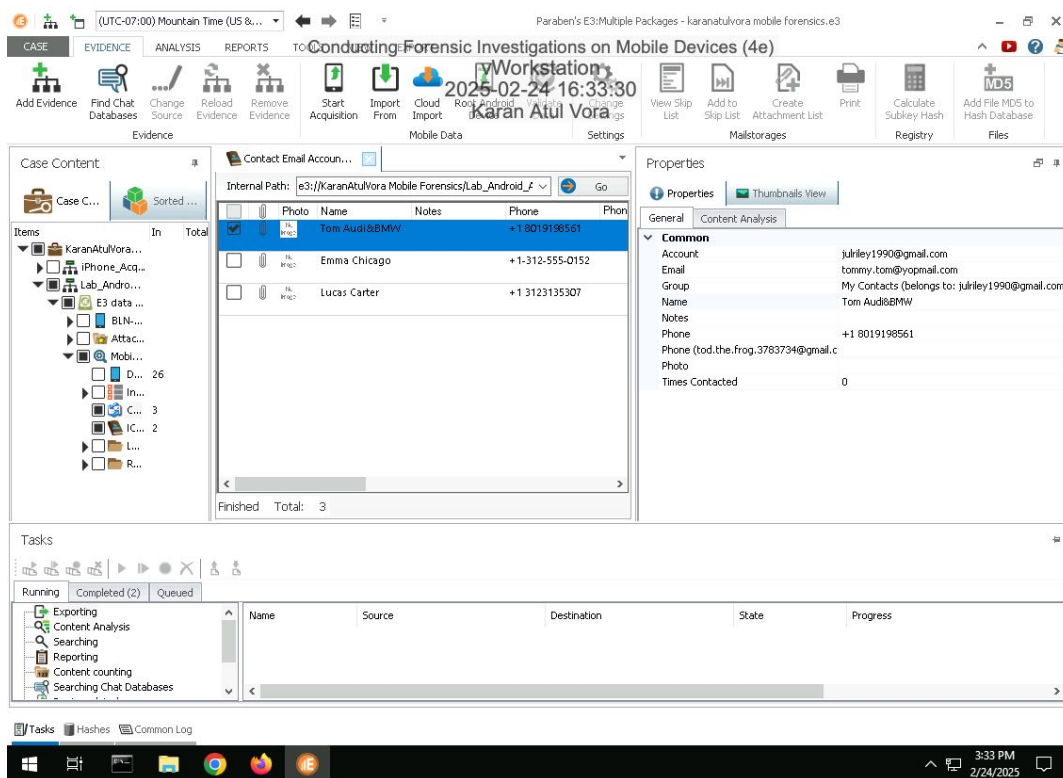 (UTC-07:00) Mountain Time (US &...
Paraben's E3:Multiple Packages - karanatulvora mobile forensics.e3
CASE EVIDENCE ANALYSIS REPORTS
Conducting Forensic Investigations on Mobile Devices (4e)
vWorkstation
2025-02-24 16:33:30
Karan Atul Vora
Add Evidence
Find Chat Databases
Change Source
Reload Evidence
Remove Evidence
Start Acquisition
Import From
Cloud Import
Root Android Device
Validate
Change Settings
View Skip List
Add to Skip List
Create Attachment List
Print
Calculate Subkey Hash
MD5
Add File MD5 to Hash Database
Evidence
Mobile Data
Settings
Mailstorages
Registry
Files
Case Content
Case C...
Sorted ...
Items In Total
KaranAtulVora...
iPhone_Acq...
Lab_Andro...
E3 data ...
BLN-...
Attac...
Mobi...
D... 26
In...
C... 3
IC... 2
L...
R...
Contact Email Accoun...
Internal Path: e3://KaranAtulVora Mobile Forensics/Lab_Android_ Go
Photo Name Notes Phone Phon
Tom Audi&BMW +1 8019198561
Emma Chicago +1-312-555-0152
Lucas Carter +1 3123135307
Finished Total: 3
Properties
Properties Thumbnails View
General Content Analysis
Common
Account julriley1990@gmail.com
Email tommy.tom@yopmail.com
Group My Contacts (belongs to: julriley1990@gmail.com
Name Tom Audi&BMW
Notes
Phone +1 8019198561
Phone (tod.the.frog.3783734@gmail.c
Photo
Times Contacted 0
Tasks
Running Completed (2) Queued
Exporting
Content Analysis
Searching
Reporting
Content counting
Searching Chat Databases
Name Source Destination State Progress
Tasks Hashes Common Log
3:33 PM
2/24/2025